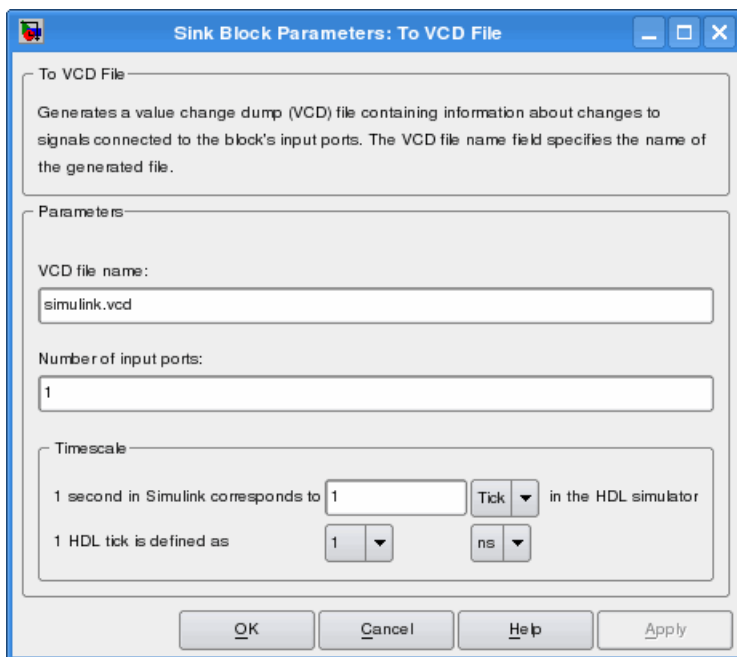 Sink Block Parameters: To VCD File
To VCD File
Generates a value change dump (VCD) file containing information about changes to
signals connected to the block's input ports. The VCD file name field specifies the name of
the generated file.
Parameters
VCD file name:
simulink.vcd
Number of input ports:
1
Timescale
1 second in Simulink corresponds to 1 Tick in the HDL simulator
1 HDL tick is defined as 1 ns
OK Cancel Help Apply